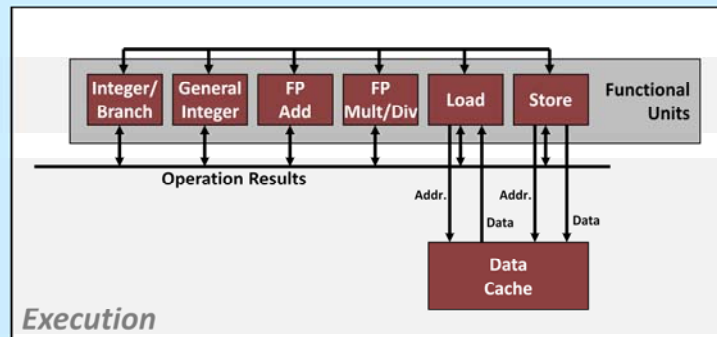 Integer/
Branch
General
Integer
FP
Add
FP
Mult/Div
Load
Store
Functional
Units
Operation Results
Addr.
Addr.
Data
Data
Data
Cache
Execution